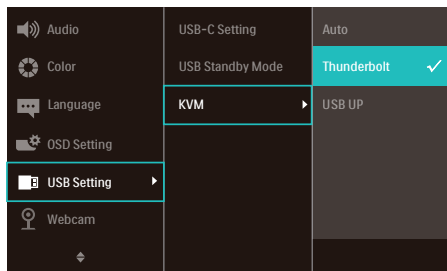 Audio
Color
Language
OSD Setting
USB Setting
Webcam
USB-C Setting
USB Standby Mode
KVM
Auto
Thunderbolt
USB UP